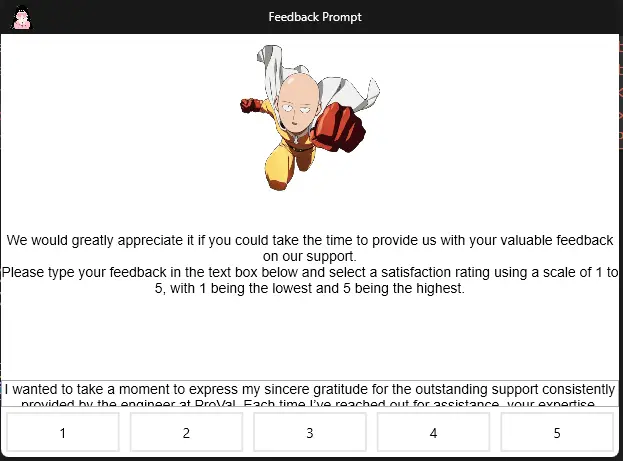 Feedback Prompt
We would greatly appreciate it if you could take the time to provide us with your valuable feedback
on our support.
Please type your feedback in the text box below and select a satisfaction rating using a scale of 1 to
5, with 1 being the lowest and 5 being the highest.
I wanted to take a moment to express my sincere gratitude for the outstanding support consistently
provided by the engineer at ProVal. Each time I've reached out for assistance, your expertise,
1 2 3 4 5